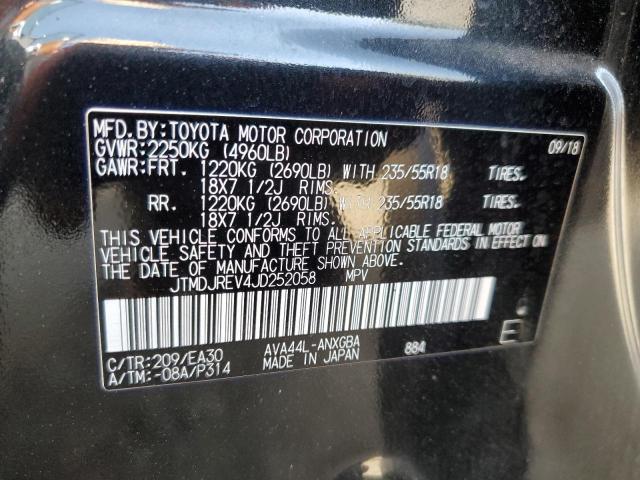 MFD.BY:TOYOTA MOTOR CORPORATION 09/18
GVWR:2250KG (4960LB)
GAWR:FRT. 1220KG (2690LB) WITH 235/55R18 TIRES.
18X7 1/2J RIMS.
RR. 1220KG (2690LB) WITH 235/55R18 TIRES.
18X7 1/2J RIMS.
THIS VEHICLE CONFORMS TO ALL APPLICABLE FEDERAL MOTOR
VEHICLE SAFETY AND THEFT PREVENTION STANDARDS IN EFFECT ON
THE DATE OF MANUFACTURE SHOWN ABOVE.
JTMDJREV4JD252058 MPV
C/TR:209/EA30 AVA44L-ANXGBA 884
A/TM:-08A/P314 MADE IN JAPAN